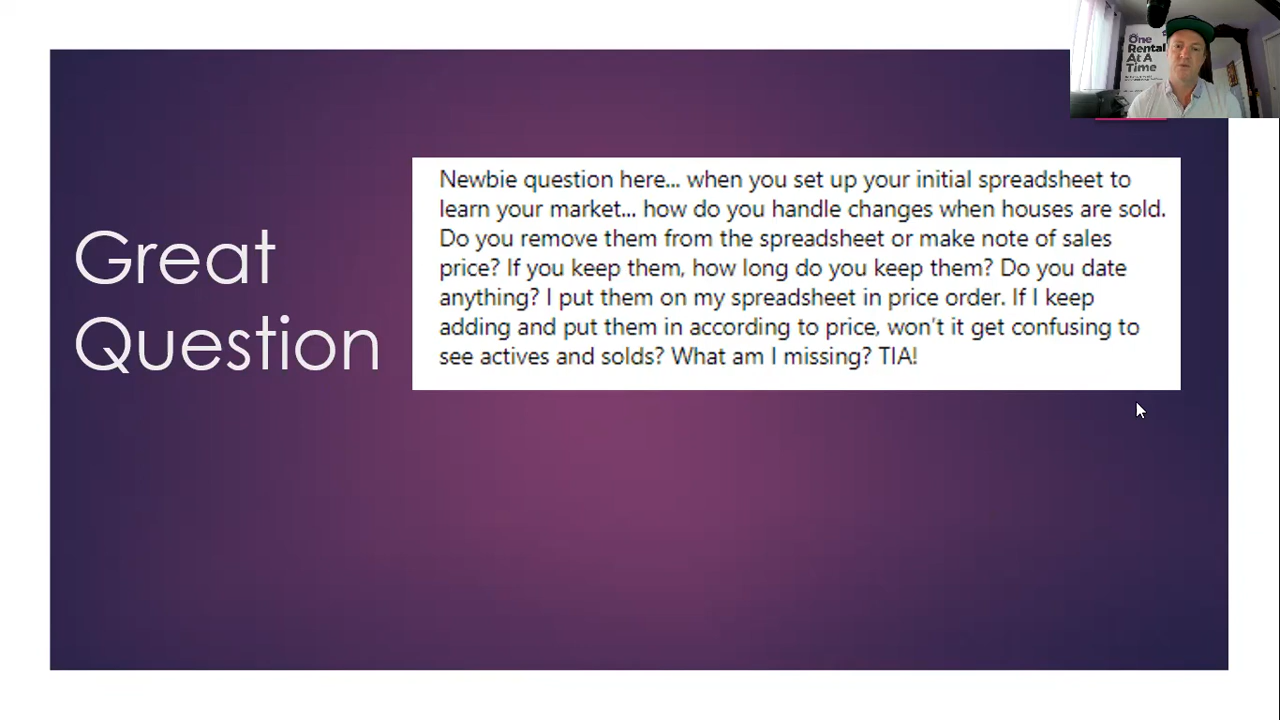 One
Rental
At A
Time
Great
Question
Newbie question here... when you set up your initial spreadsheet to
learn your market... how do you handle changes when houses are sold.
Do you remove them from the spreadsheet or make note of sales
price? If you keep them, how long do you keep them? Do you date
anything? I put them on my spreadsheet in price order. If I keep
adding and put them in according to price, won't it get confusing to
see actives and solds? What am I missing? TIA!